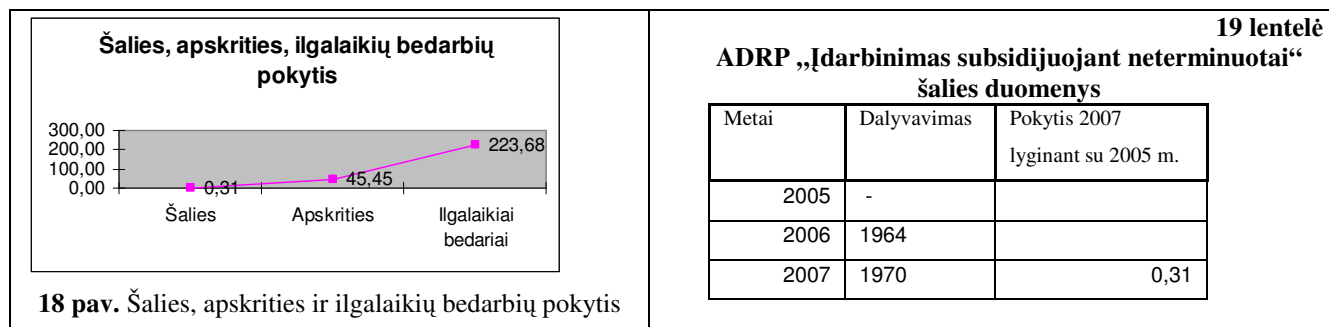 Šalies, apskrities, ilgalaikių bedarbių
pokytis
300,00
200,00
100,00
0,00
0,31
45,45
223,68
Šalies
Apskrities
Ilgalaikiai
bedariai
18 pav. Šalies, apskrities ir ilgalaikių bedarbių pokytis
19 lentelė
ADRP „Įdarbinimas subsidijuojant neterminuotai“
šalies duomenys
Metai Dalyvavimas Pokytis 2007
lyginant su 2005 m.
2005 -
2006 1964
2007 1970 0,31